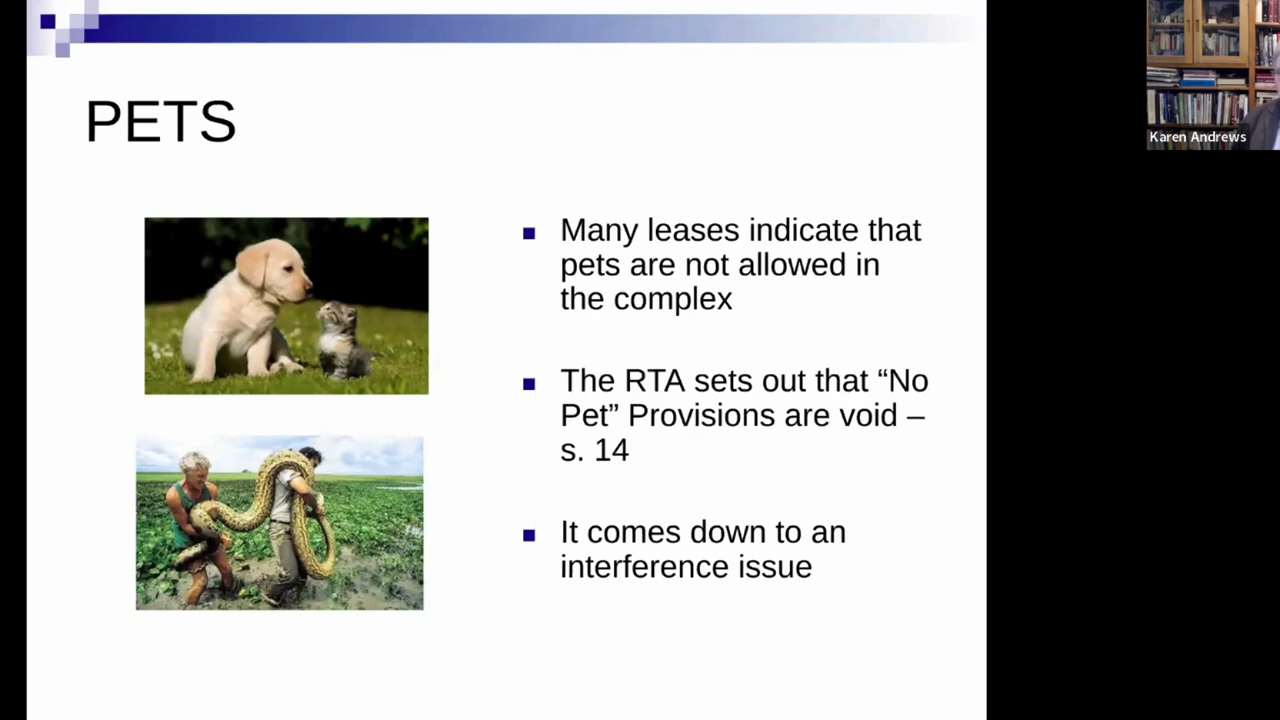 PETS
Many leases indicate that
pets are not allowed in
the complex
The RTA sets out that “No
Pet” Provisions are void –
s. 14
It comes down to an
interference issue
Karen Andrews